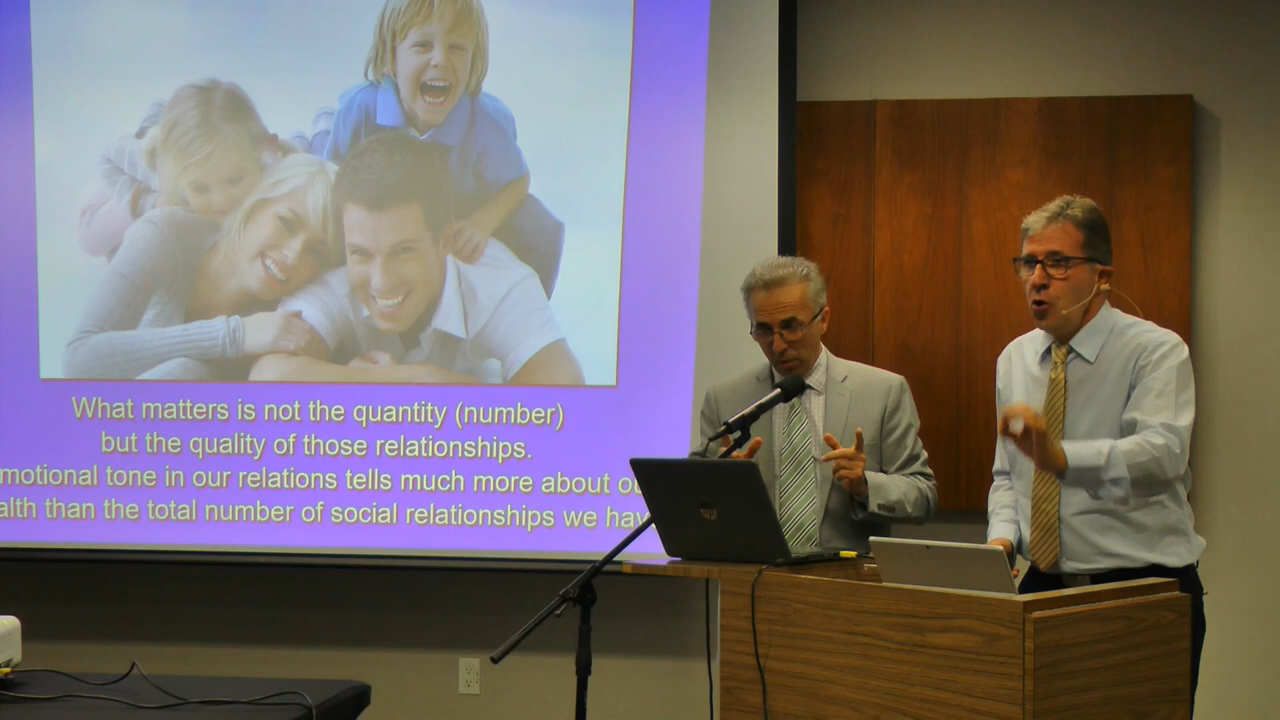 What matters is not the quantity (number)
but the quality of those relationships.
motional tone in our relations tells much more about ou
alth than the total number of social relationships we hav